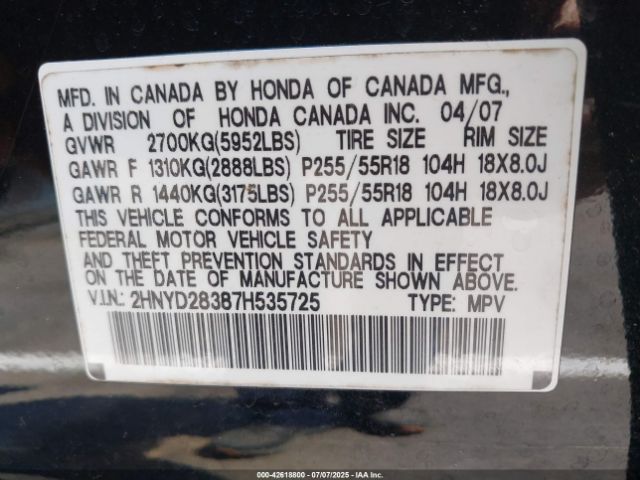 MFD. IN CANADA BY HONDA OF CANADA MFG.,
A DIVISION OF HONDA CANADA INC. 04/07
GVWR 2700KG(5952LBS) TIRE SIZE RIM SIZE
GAWR F 1310KG(2888LBS) P255/55R18 104H 18X8.0J
GAWR R 1440KG(3175LBS) P255/55R18 104H 18X8.0J
THIS VEHICLE CONFORMS TO ALL APPLICABLE
FEDERAL MOTOR VEHICLE SAFETY
AND THEFT PREVENTION STANDARDS IN EFFECT
ON THE DATE OF MANUFACTURE SHOWN ABOVE.
V.I.N.: 2HNYD28387H535725 TYPE: MPV
000-42618800 - 07/07/2025 - IAA Inc.